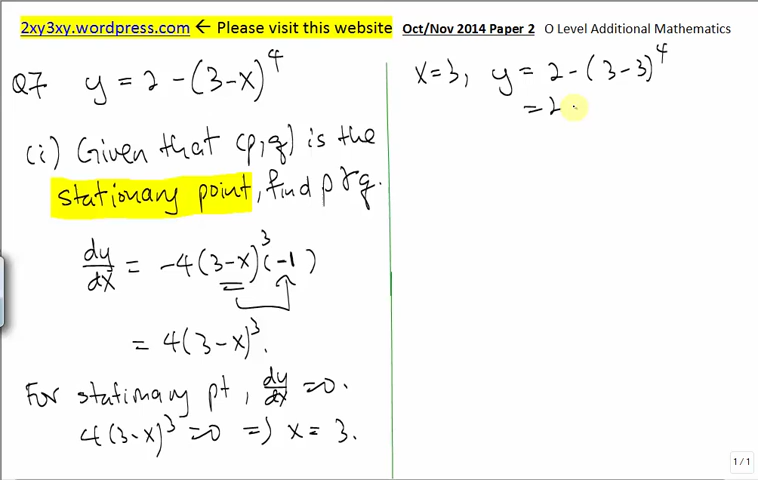 2xy3xy.wordpress.com ← Please visit this website Oct/Nov 2014 Paper 2 O Level Additional Mathematics
Q7 y = 2 - (3-x)^4
(i) Given that (p,q) is the
stationary point, find p & q.
dy/dx = -4(3-x)^3(-1)
= 4(3-x)^3.
For stationary pt, dy/dx = 0.
4(3-x)^3 = 0 => x = 3.
x=3, y = 2 - (3-3)^4
= 2
1/1